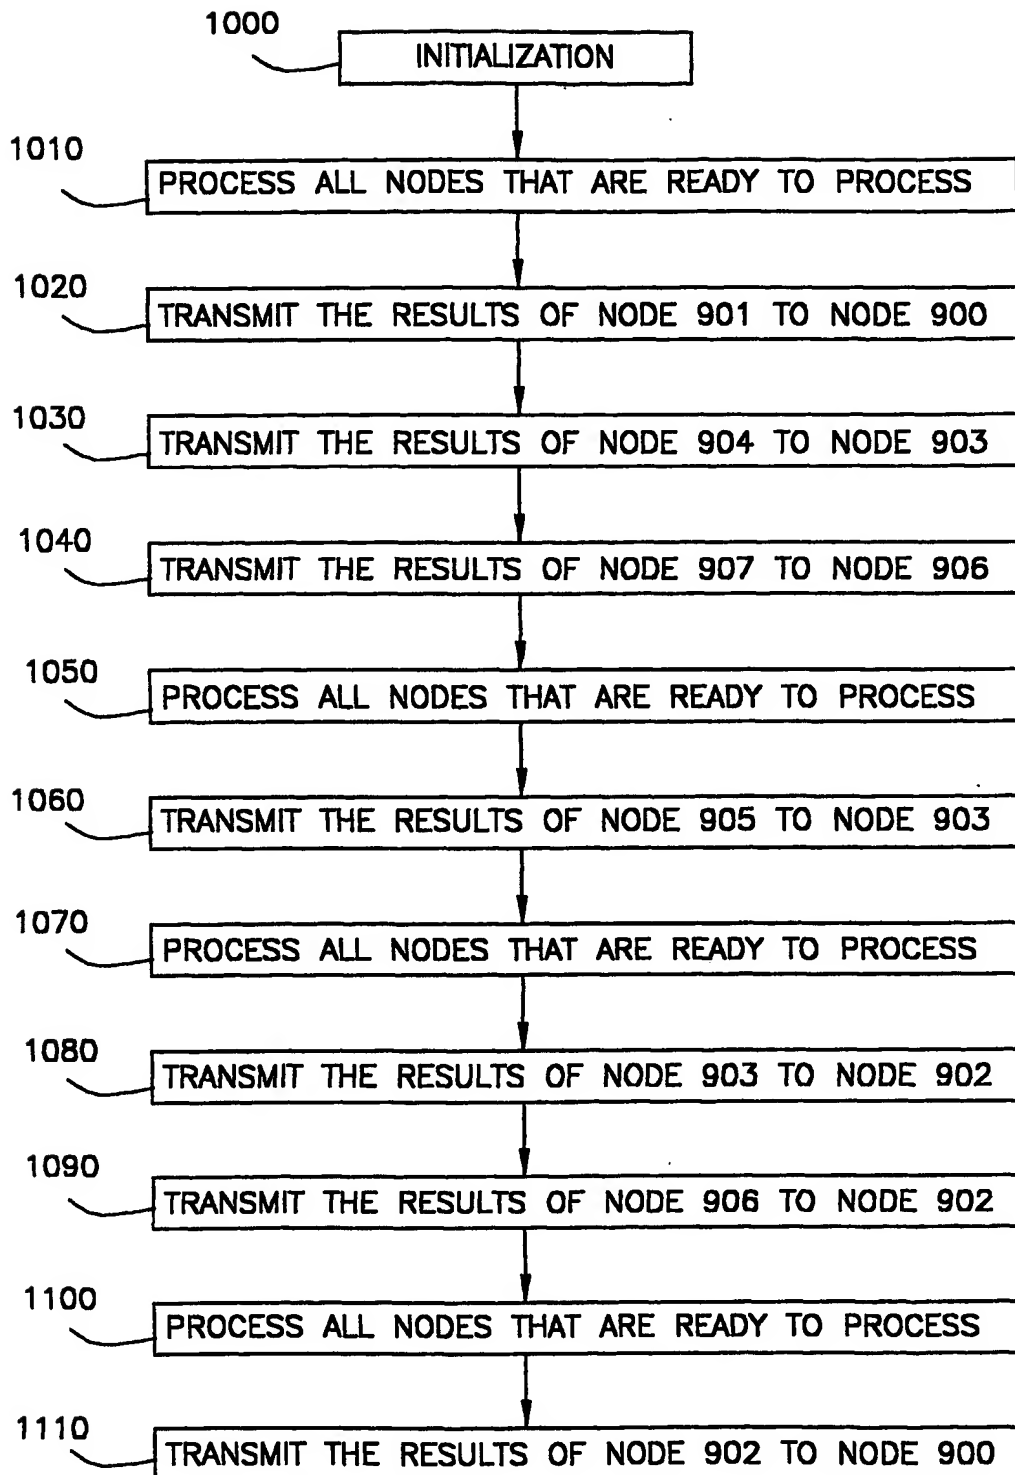 1000
INITIALIZATION
1010
PROCESS ALL NODES THAT ARE READY TO PROCESS
1020
TRANSMIT THE RESULTS OF NODE 901 TO NODE 900
1030
TRANSMIT THE RESULTS OF NODE 904 TO NODE 903
1040
TRANSMIT THE RESULTS OF NODE 907 TO NODE 906
1050
PROCESS ALL NODES THAT ARE READY TO PROCESS
1060
TRANSMIT THE RESULTS OF NODE 905 TO NODE 903
1070
PROCESS ALL NODES THAT ARE READY TO PROCESS
1080
TRANSMIT THE RESULTS OF NODE 903 TO NODE 902
1090
TRANSMIT THE RESULTS OF NODE 906 TO NODE 902
1100
PROCESS ALL NODES THAT ARE READY TO PROCESS
1110
TRANSMIT THE RESULTS OF NODE 902 TO NODE 900